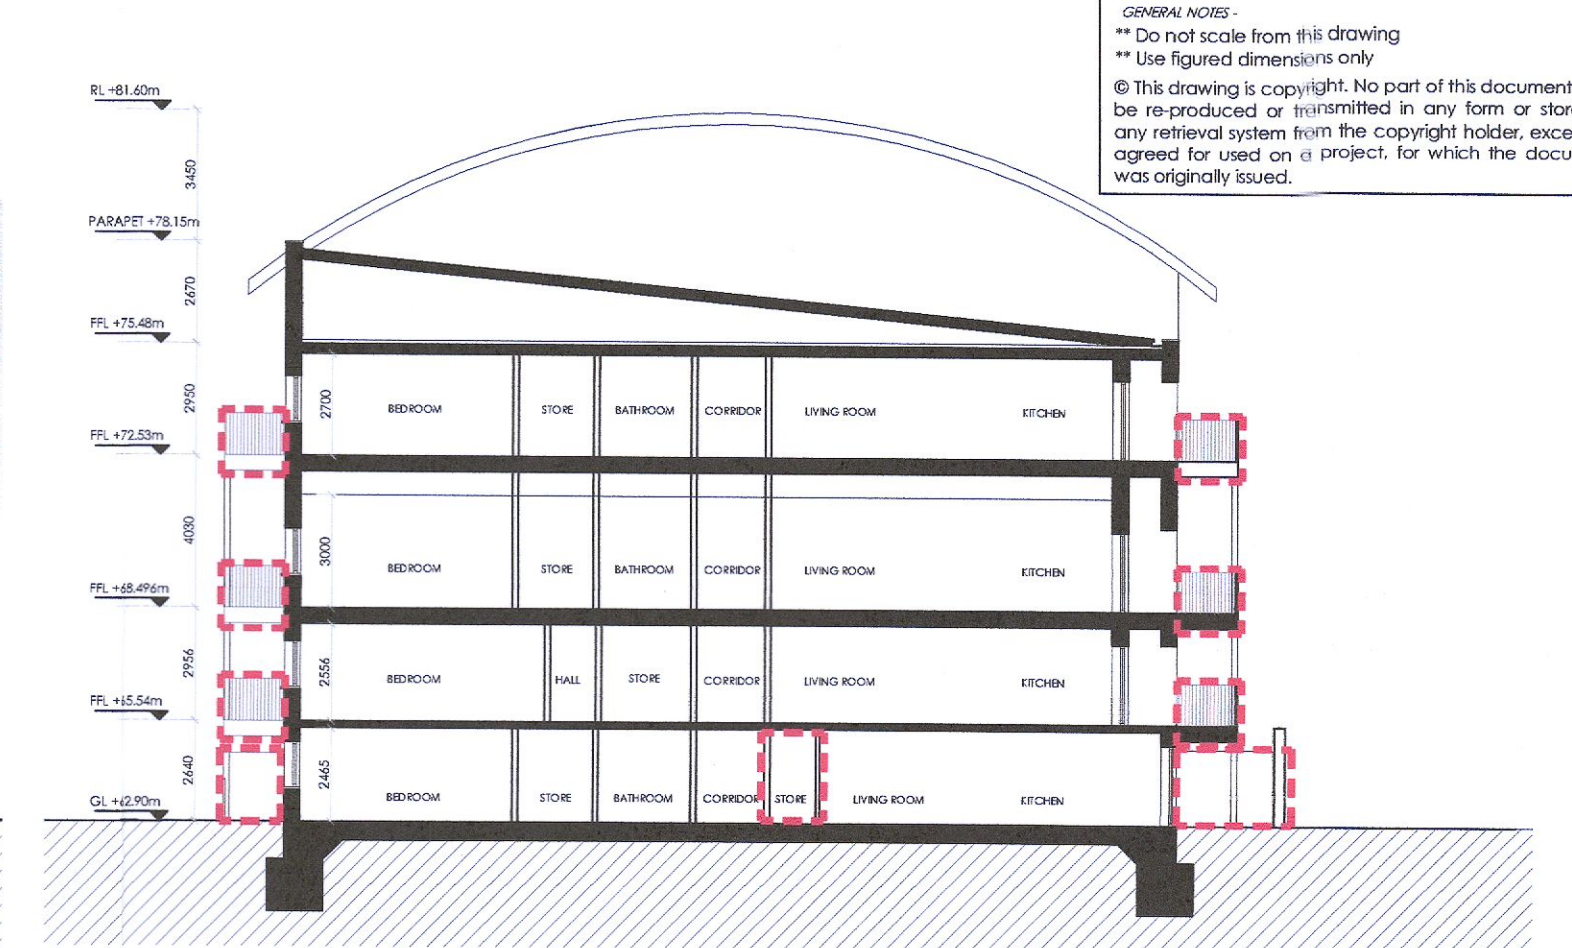 GENERAL NOTES -
** Do not scale from this drawing
** Use figured dimensions only
© This drawing is copyright. No part of this document
be re-produced or transmitted in any form or stor
any retrieval system from the copyright holder, exce
agreed for used on a project, for which the docu
was originally issued.
RL +81.60m
3450
PARAPET +78.15m
2670
FFL +75.48m
2950
2700
BEDROOM STORE BATHROOM CORRIDOR LIVING ROOM KITCHEN
FFL +72.53m
4030
3000
BEDROOM STORE BATHROOM CORRIDOR LIVING ROOM KITCHEN
FFL +68.496m
2956
2556
BEDROOM HALL STORE CORRIDOR LIVING ROOM KITCHEN
FFL +65.54m
2640
2465
BEDROOM STORE BATHROOM CORRIDOR STORE LIVING ROOM KITCHEN
GL +62.90m